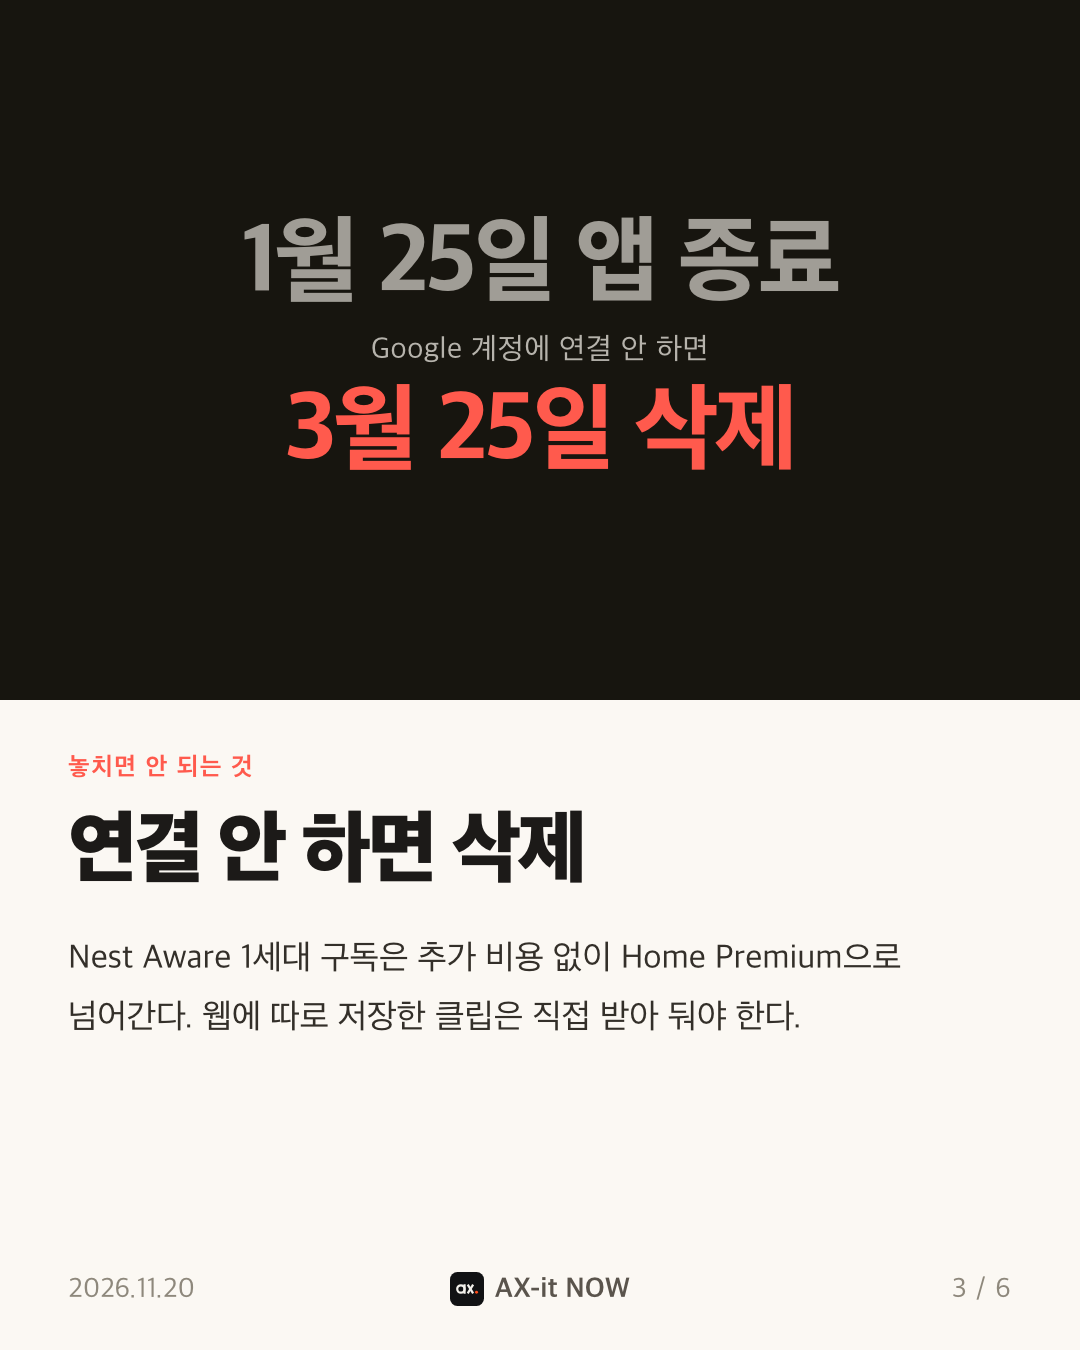 1월 25일 앱 종료
Google 계정에 연결 안 하면
3월 25일 삭제
놓치면 안 되는 것
연결 안 하면 삭제
Nest Aware 1세대 구독은 추가 비용 없이 Home Premium으로
넘어간다. 웹에 따로 저장한 클립은 직접 받아 둬야 한다.
2026.11.20
ax.
AX-it NOW
3 / 6